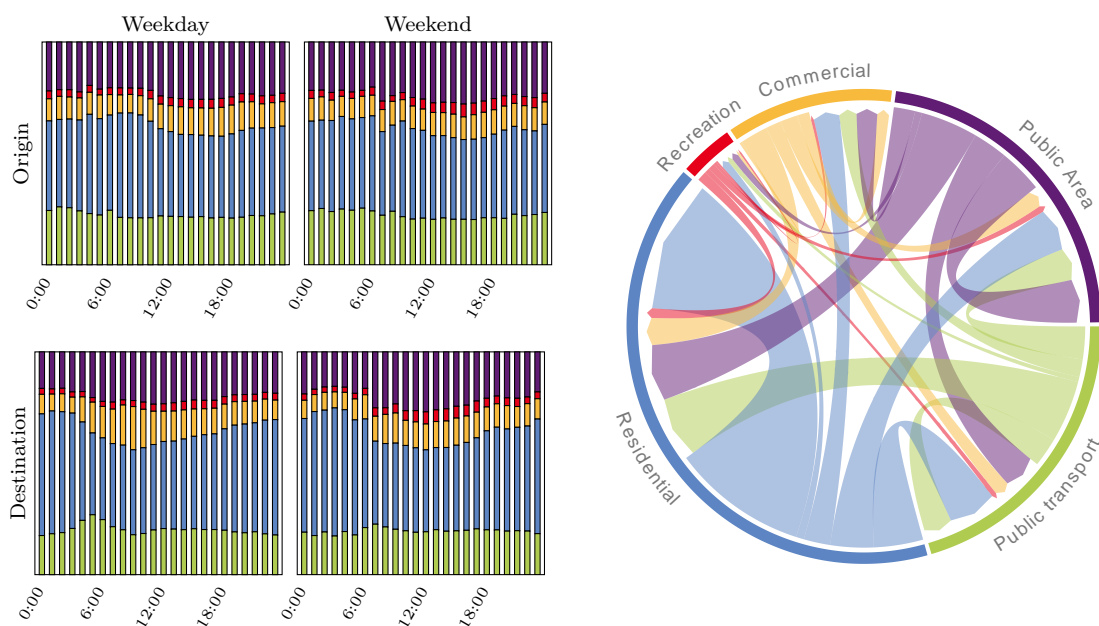 Weekday
Weekend
Origin
0:00
6:00
12:00
18:00
0:00
6:00
12:00
18:00
Destination
0:00
6:00
12:00
18:00
0:00
6:00
12:00
18:00
Recreation
Commercial
Public Area
Residential
Public transport